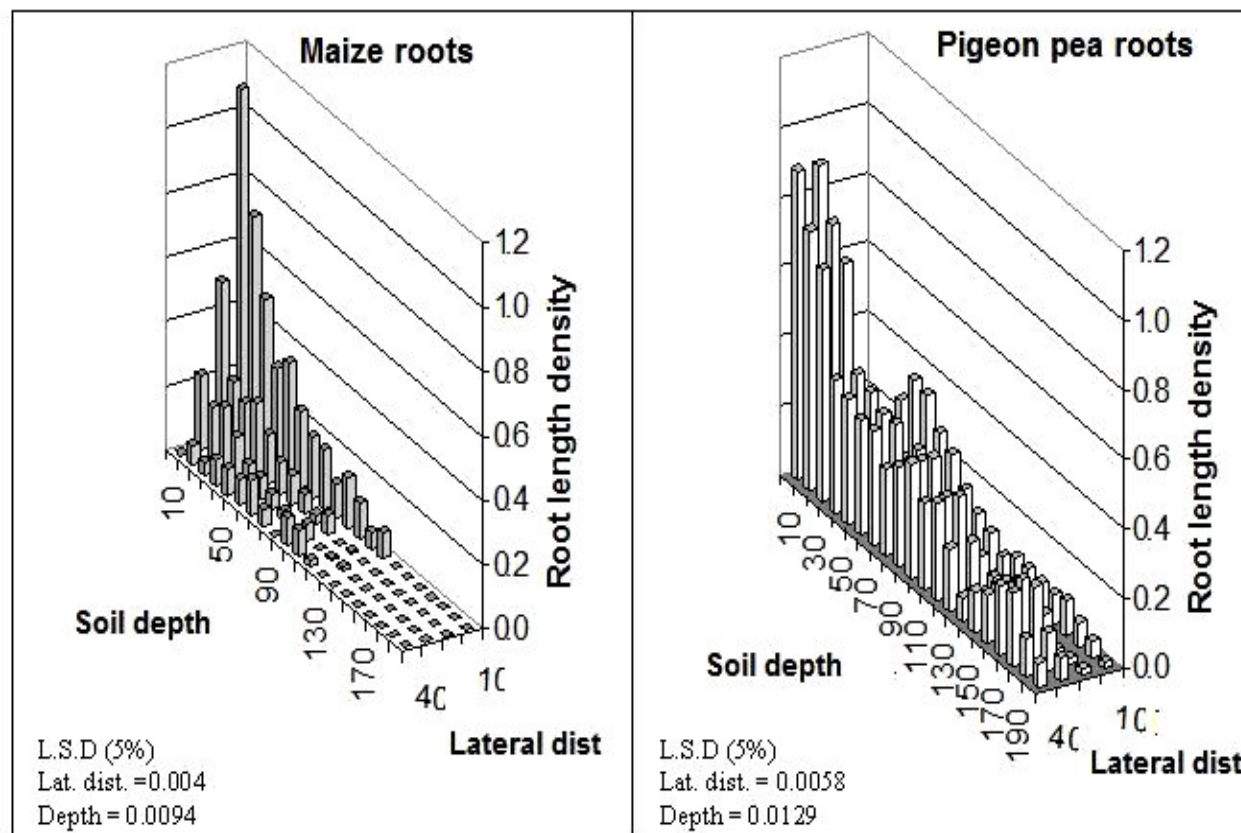 Maize roots
1.2
1.0
0.8
0.6
0.4
0.2
0.0
Root length density
10
50
90
130
170
Soil depth
40
10
Lateral dist
L.S.D (5%)
Lat. dist. =0.004
Depth = 0.0094
Pigeon pea roots
1.2
1.0
0.8
0.6
0.4
0.2
0.0
Root length density
10
30
50
70
90
110
130
150
170
190
Soil depth
40
10
Lateral dist
L.S.D (5%)
Lat. dist. = 0.0058
Depth = 0.0129